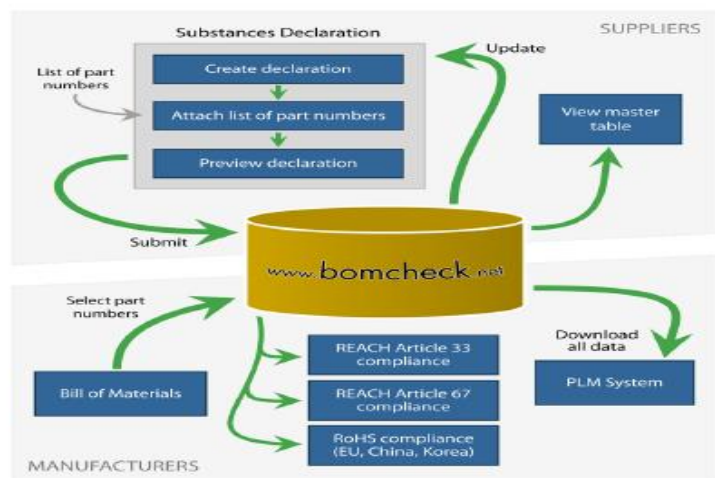 SUPPLIERS
Substances Declaration
Create declaration
List of part
numbers
Attach list of part numbers
Preview declaration
Update
View master
table
Submit
www.bomcheck.net
Select part
numbers
Bill of Materials
REACH Article 33
compliance
REACH Article 67
compliance
RoHS compliance
(EU, China, Korea)
Download
all data
PLM System
MANUFACTURERS